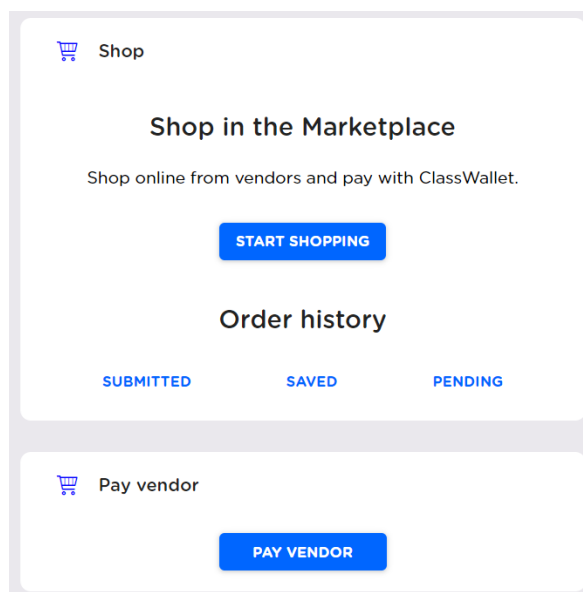 Shop
Shop in the Marketplace
Shop online from vendors and pay with ClassWallet.
START SHOPPING
Order history
SUBMITTED SAVED PENDING
Pay vendor
PAY VENDOR